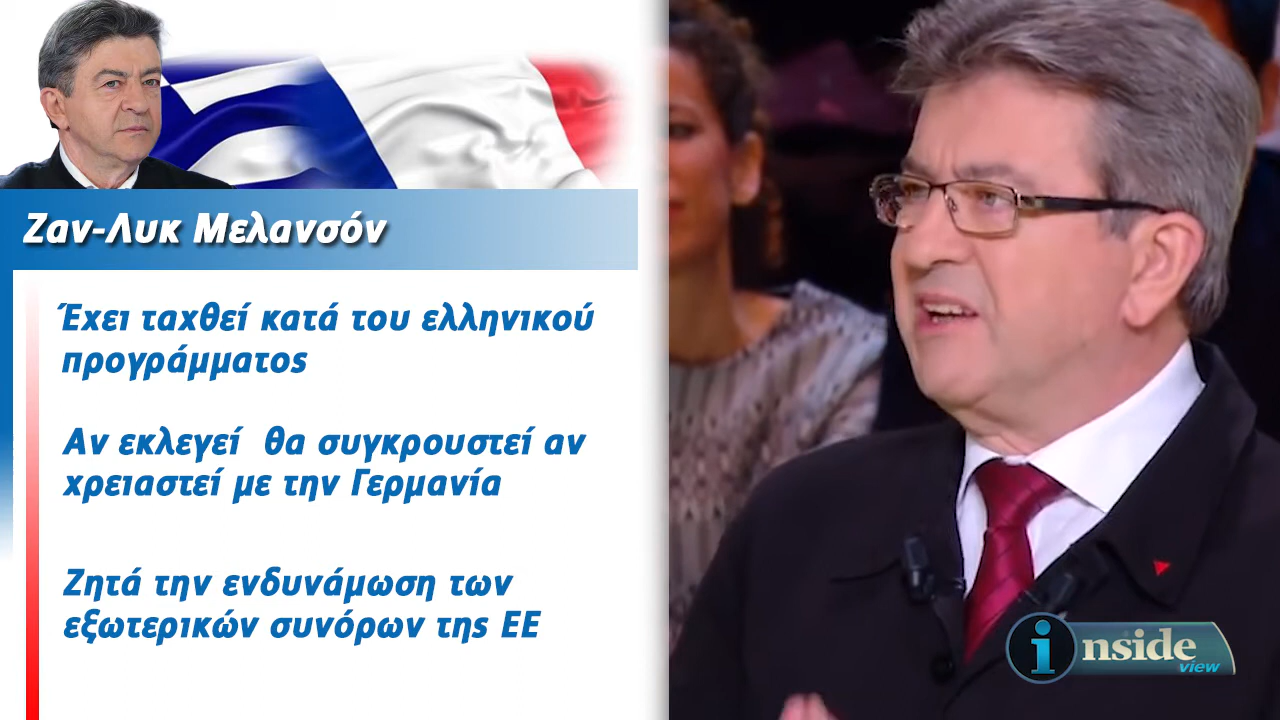 Ζαν-Λυκ Μελανσόν
Έχει ταχθεί κατά του ελληνικού
προγράμματος
Αν εκλεγεί θα συγκρουστεί αν
χρειαστεί με την Γερμανία
Ζητά την ενδυνάμωση των
εξωτερικών συνόρων της ΕΕ
inside
view